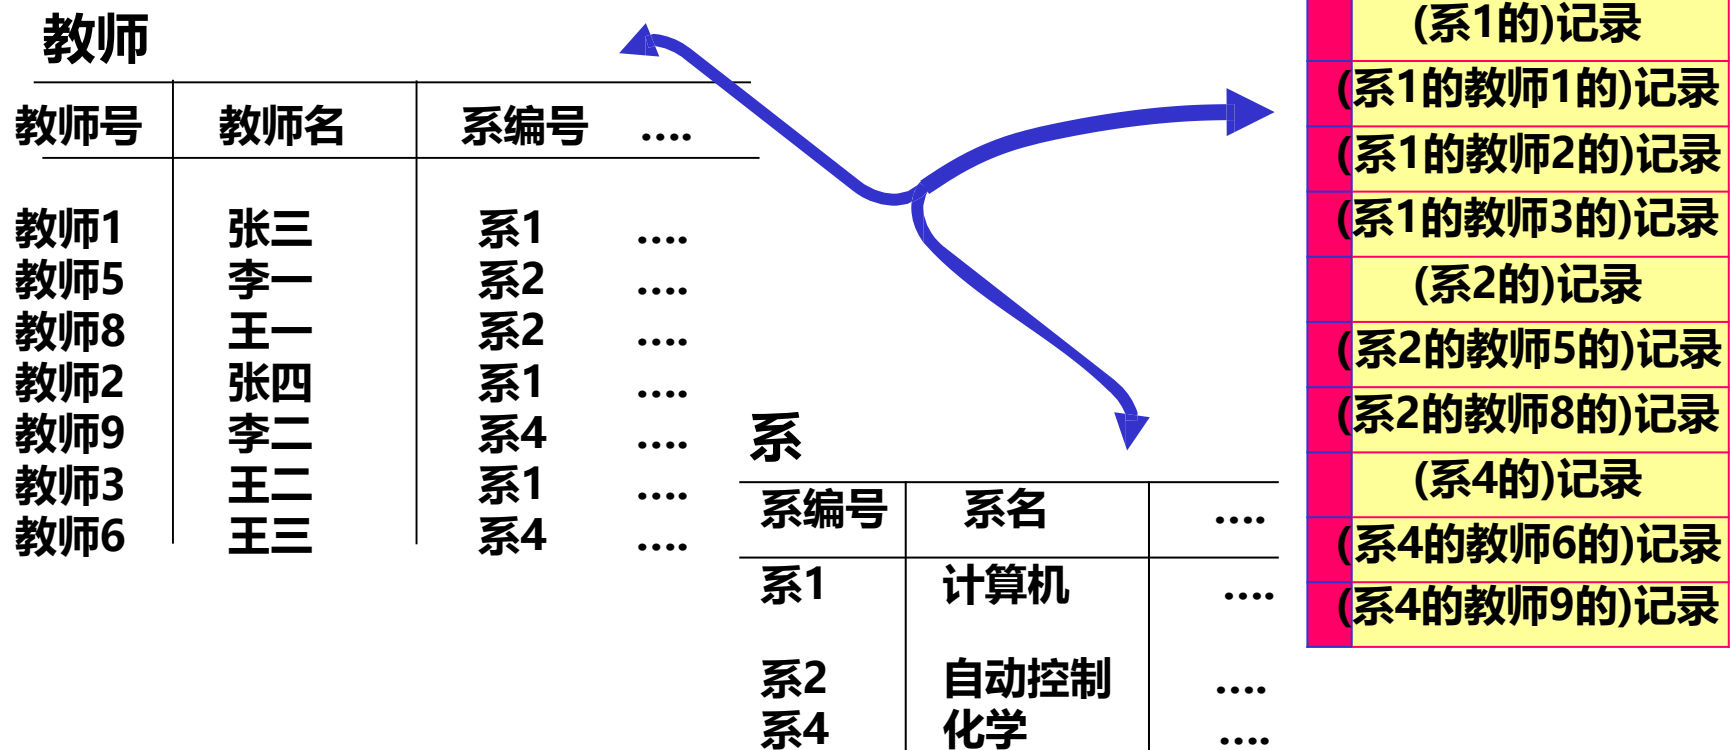 教师
教师号 教师名 系编号 ....
教师1 张三 系1 ....
教师5 李一 系2 ....
教师8 王一 系2 ....
教师2 张四 系1 ....
教师9 李二 系4 ....
教师3 王二 系1 ....
教师6 王三 系4 ....
系
系编号 系名 ....
系1 计算机 ....
系2 自动控制 ....
系4 化学 ....
(系1的)记录
(系1的教师1的)记录
(系1的教师2的)记录
(系1的教师3的)记录
(系2的)记录
(系2的教师5的)记录
(系2的教师8的)记录
(系4的)记录
(系4的教师6的)记录
(系4的教师9的)记录